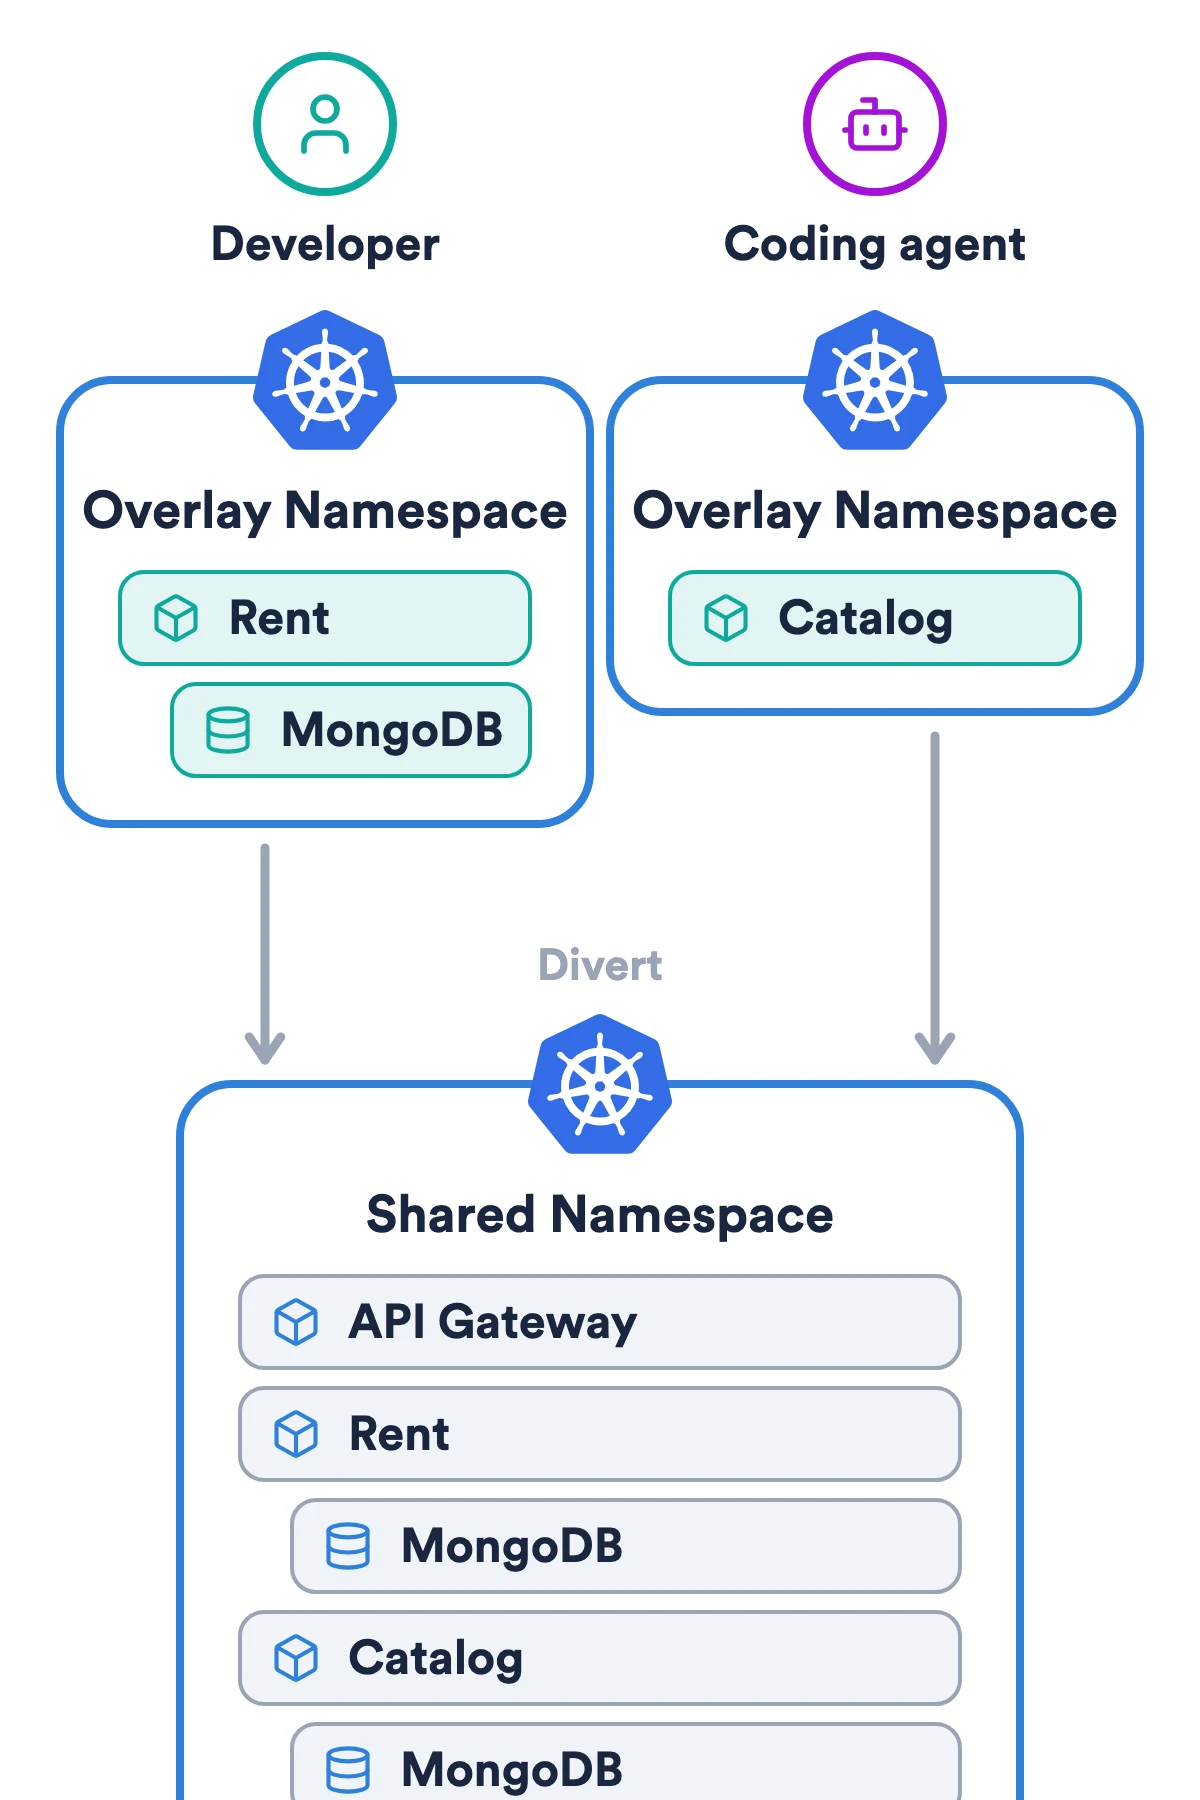 Developer
Coding agent
Overlay Namespace
Rent
MongoDB
Overlay Namespace
Catalog
Divert
Shared Namespace
API Gateway
Rent
MongoDB
Catalog
MongoDB